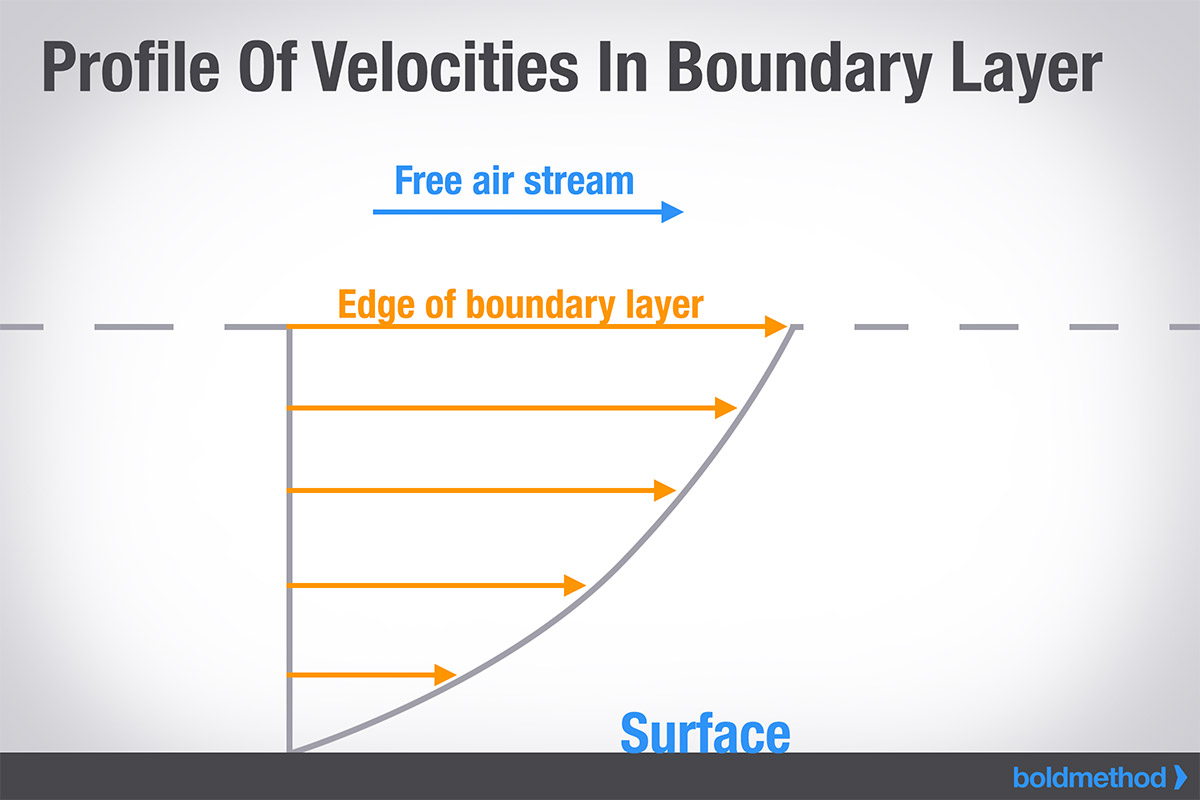 Profile Of Velocities In Boundary Layer
Free air stream
Edge of boundary layer
Surface
boldmethod